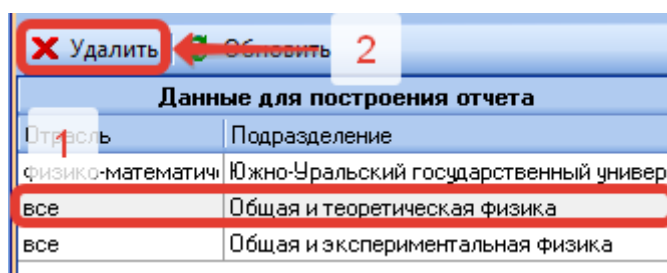 Удалить Обновить 2
Данные для построения отчета
1
Отрасль Подразделение
физико-математич Южно-Уральский государственный универ
все Общая и теоретическая физика
все Общая и экспериментальная физика